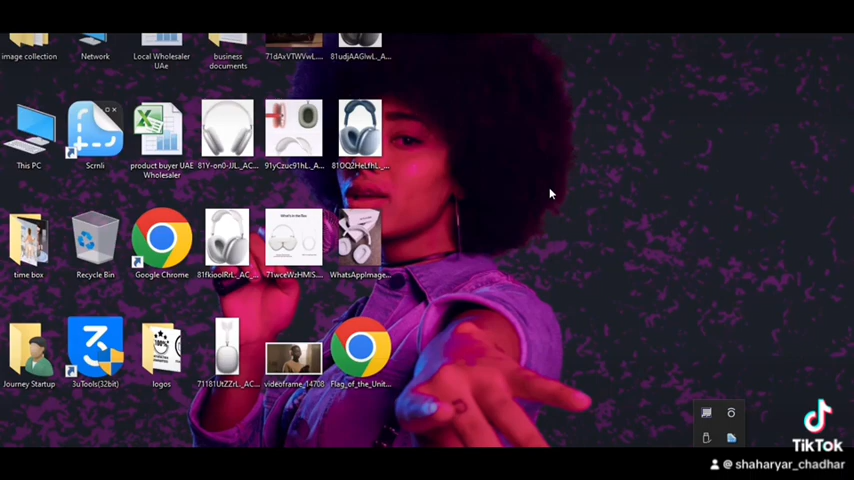 image collection
Network
Local Wholesaler
UAe
business
documents
71dAxVTWVwL....
81udjAAGlwL._A...
This PC
Scrnli
product buyer UAE
Wholesaler
81Y-on0-JJL._AC...
91yCzuc91hL._A...
81OQ2HeLfhL._...
time box
Recycle Bin
Google Chrome
81fkioolRrL._AC_...
71wceWzHMlS....
WhatsAppImage...
Journey Startup
3uTools(32bit)
logos
71181UtZZrL._AC...
videoframe_14708
Flag_of_the_Unit...
100%
TikTok
@ shaharyar_chadhar